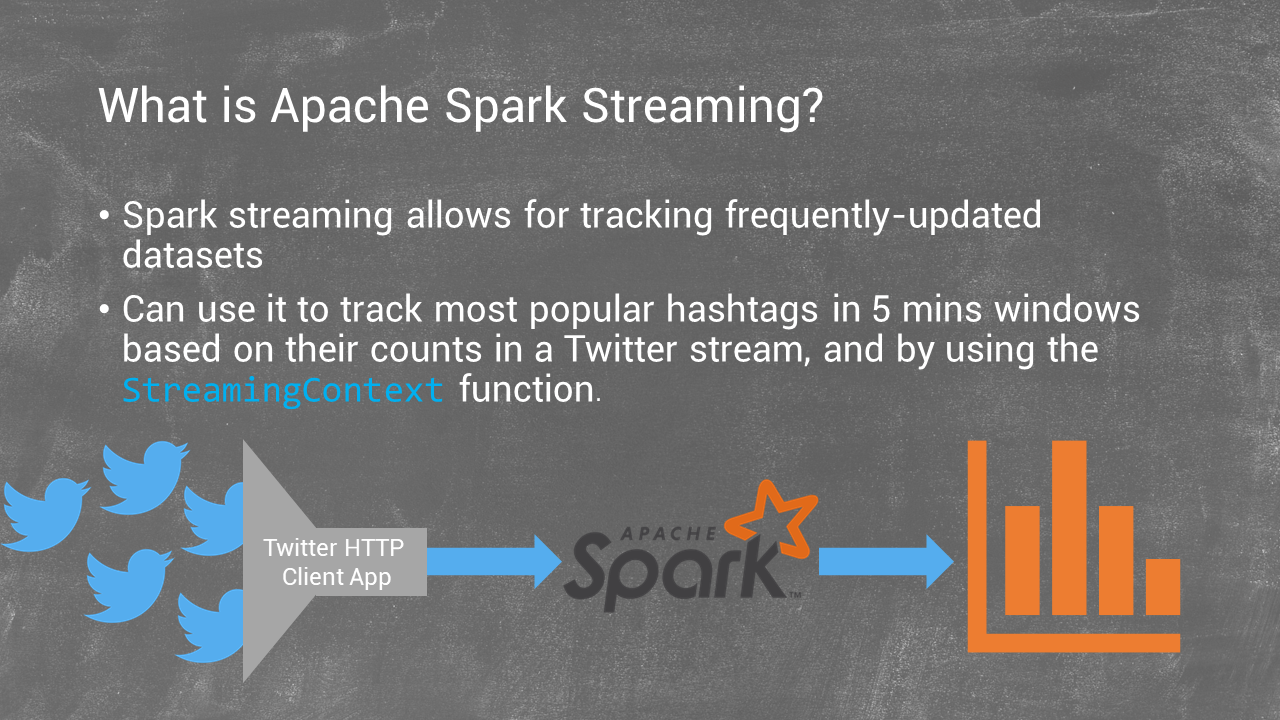 What is Apache Spark Streaming?
• Spark streaming allows for tracking frequently-updated
datasets
• Can use it to track most popular hashtags in 5 mins windows
based on their counts in a Twitter stream, and by using the
StreamingContext function.
Twitter HTTP
Client App
APACHE
Spark™